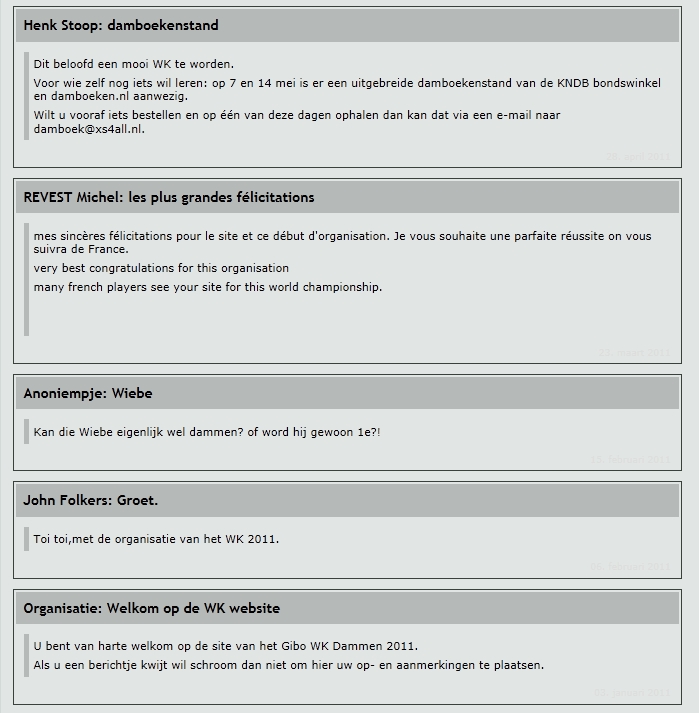 Henk Stoop: damboekenstand
Dit beloofd een mooi WK te worden.
Voor wie zelf nog iets wil leren: op 7 en 14 mei is er een uitgebreide damboekenstand van de KNDB bondswinkel
en damboeken.nl aanwezig.
Wilt u vooraf iets bestellen en op één van deze dagen ophalen dan kan dat via een e-mail naar
damboek@xs4all.nl.
april 2011
REVEST Michel: les plus grandes félicitations
mes sincères félicitations pour le site et ce début d'organisation. Je vous souhaite une parfaite réussite on vous
suivra de France.
very best congratulations for this organisation
many french players see your site for this world championship.
maart 2011
Anoniempje: Wiebe
Kan die Wiebe eigenlijk wel dammen? of word hij gewoon 1e?!
februari 2011
John Folkers: Groet.
Toi toi,met de organisatie van het WK 2011.
februari 2011
Organisatie: Welkom op de WK website
U bent van harte welkom op de site van het Gibo WK Dammen 2011.
Als u een berichtje kwijt wil schroom dan niet om hier uw op- en aanmerkingen te plaatsen.
januari 2011